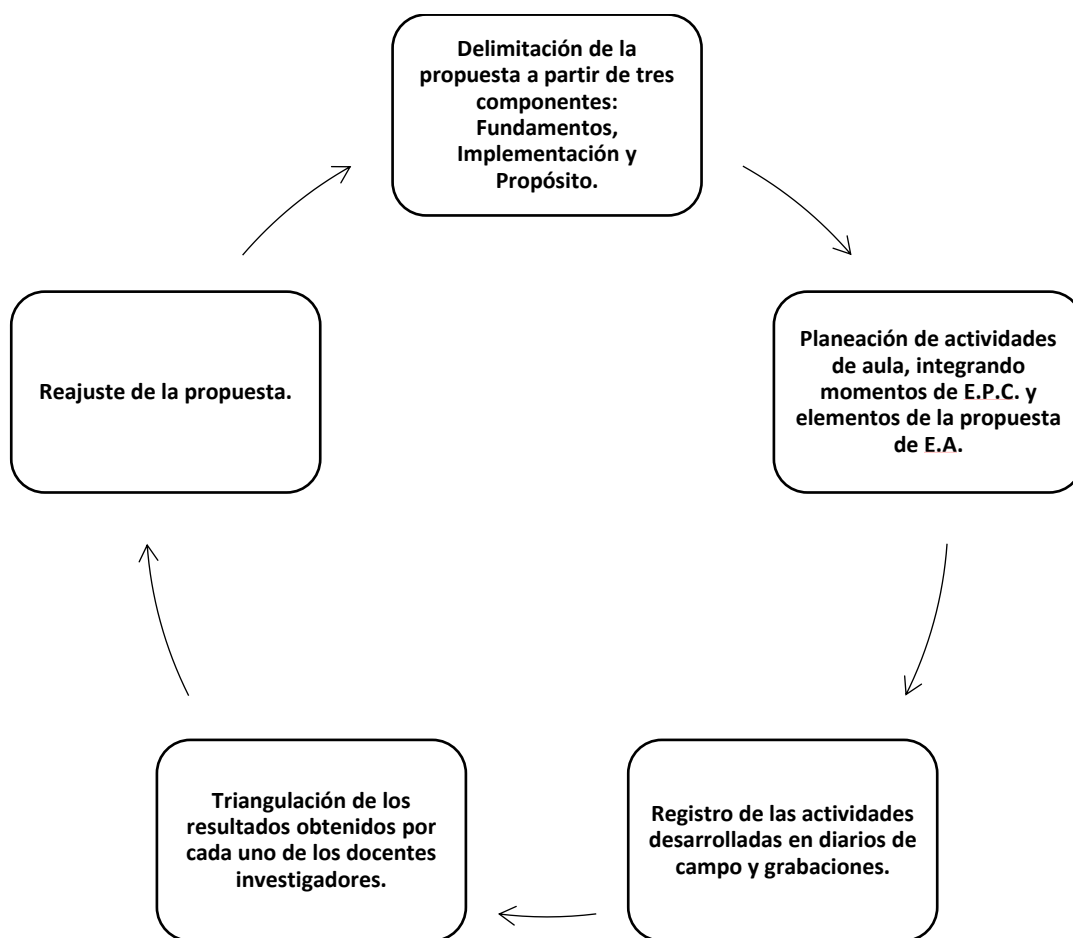 Delimitación de la
propuesta a partir de tres
componentes:
Fundamentos,
Implementación y
Propósito.
Planeación de actividades
de aula, integrando
momentos de E.P.C. y
elementos de la propuesta
de E.A.
Registro de las actividades
desarrolladas en diarios de
campo y grabaciones.
Triangulación de los
resultados obtenidos por
cada uno de los docentes
investigadores.
Reajuste de la propuesta.